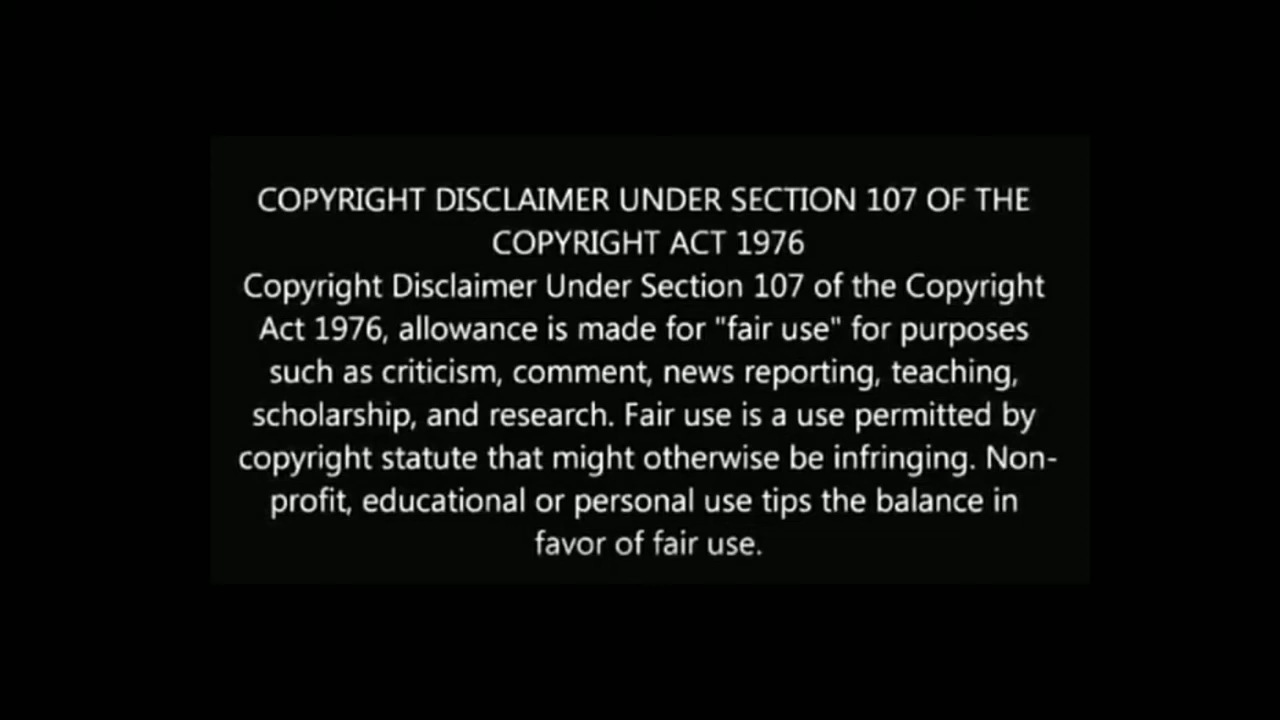 COPYRIGHT DISCLAIMER UNDER SECTION 107 OF THE
COPYRIGHT ACT 1976
Copyright Disclaimer Under Section 107 of the Copyright
Act 1976, allowance is made for "fair use" for purposes
such as criticism, comment, news reporting, teaching,
scholarship, and research. Fair use is a use permitted by
copyright statute that might otherwise be infringing. Non-
profit, educational or personal use tips the balance in
favor of fair use.